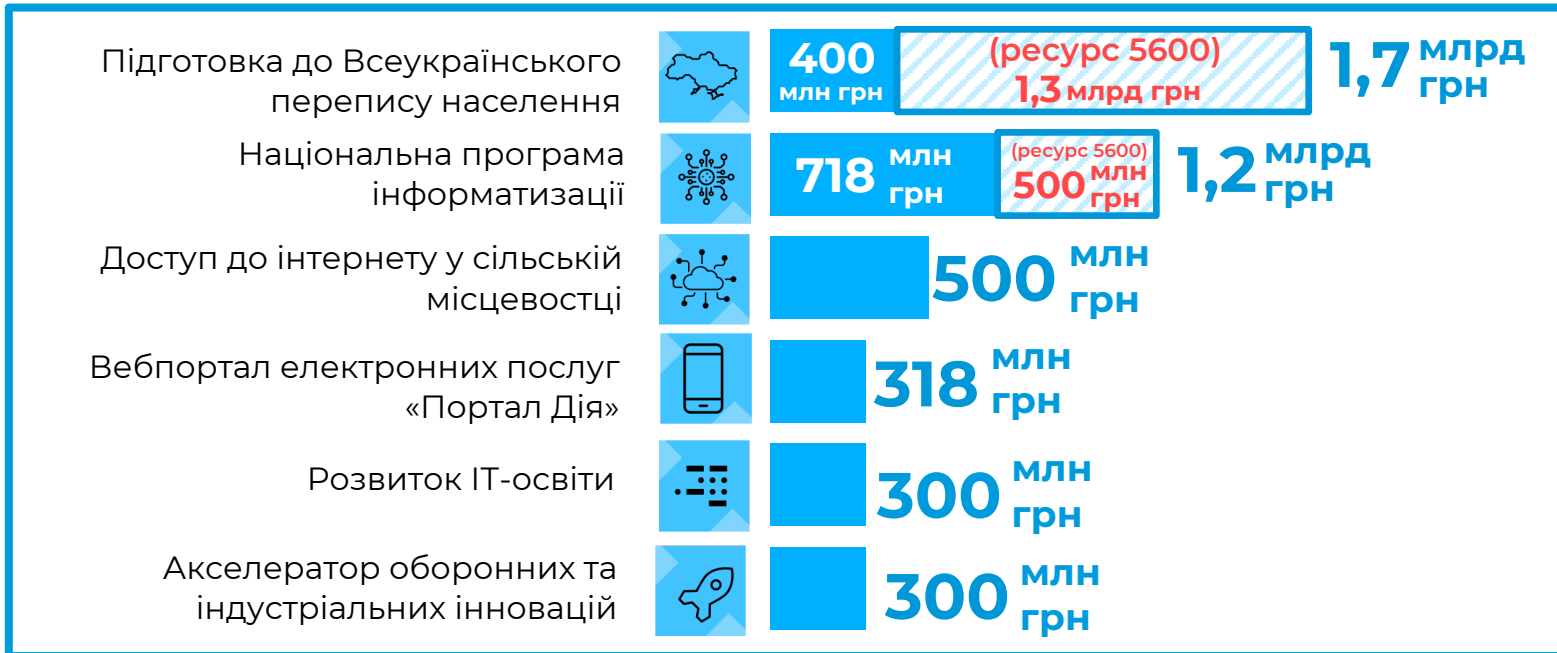 Підготовка до Всеукраїнського
перепису населення
400
млн грн
(ресурс 5600)
1,3 млрд грн
1,7 млрд
грн
Національна програма
інформатизації
718 млн
грн
(ресурс 5600)
500 млн
грн
1,2 млрд
грн
Доступ до інтернету у сільській
місцевостці
500 млн
грн
Вебпортал електронних послуг
«Портал Дія»
318 млн
грн
Розвиток ІТ-освіти
300 млн
грн
Акселератор оборонних та
індустріальних інновацій
300 млн
грн